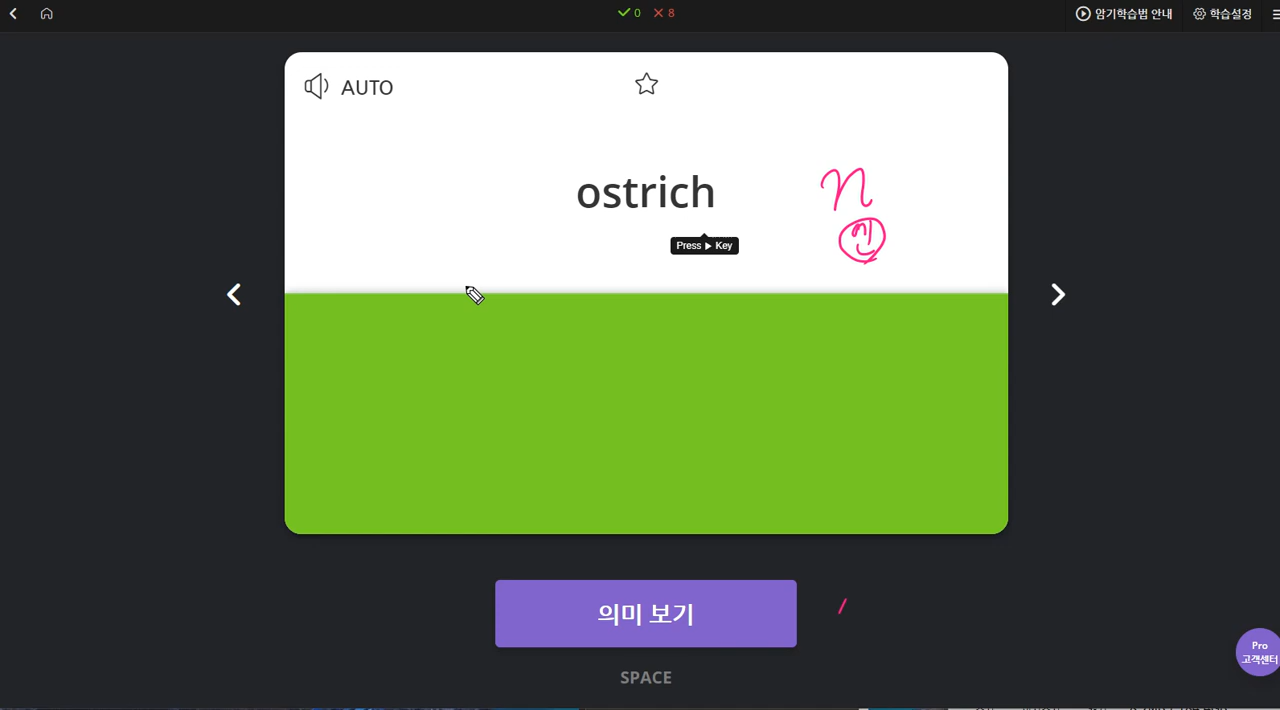 0 8 암기학습법 안내 학습설정
AUTO
ostrich
n
Press Key
명
의미 보기
SPACE
Pro
고객센터